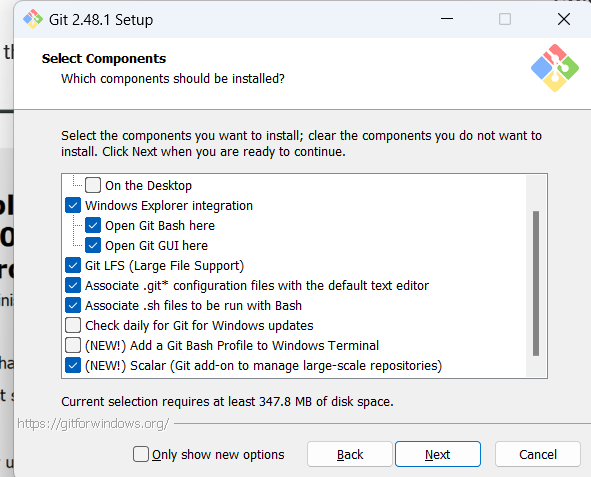 Git 2.48.1 Setup
Select Components
Which components should be installed?
Select the components you want to install; clear the components you do not want to
install. Click Next when you are ready to continue.
On the Desktop
Windows Explorer integration
Open Git Bash here
Open Git GUI here
Git LFS (Large File Support)
Associate .git* configuration files with the default text editor
Associate .sh files to be run with Bash
Check daily for Git for Windows updates
(NEW!) Add a Git Bash Profile to Windows Terminal
(NEW!) Scalar (Git add-on to manage large-scale repositories)
Current selection requires at least 347.8 MB of disk space.
https://gitforwindows.org/
Only show new options
Back
Next
Cancel